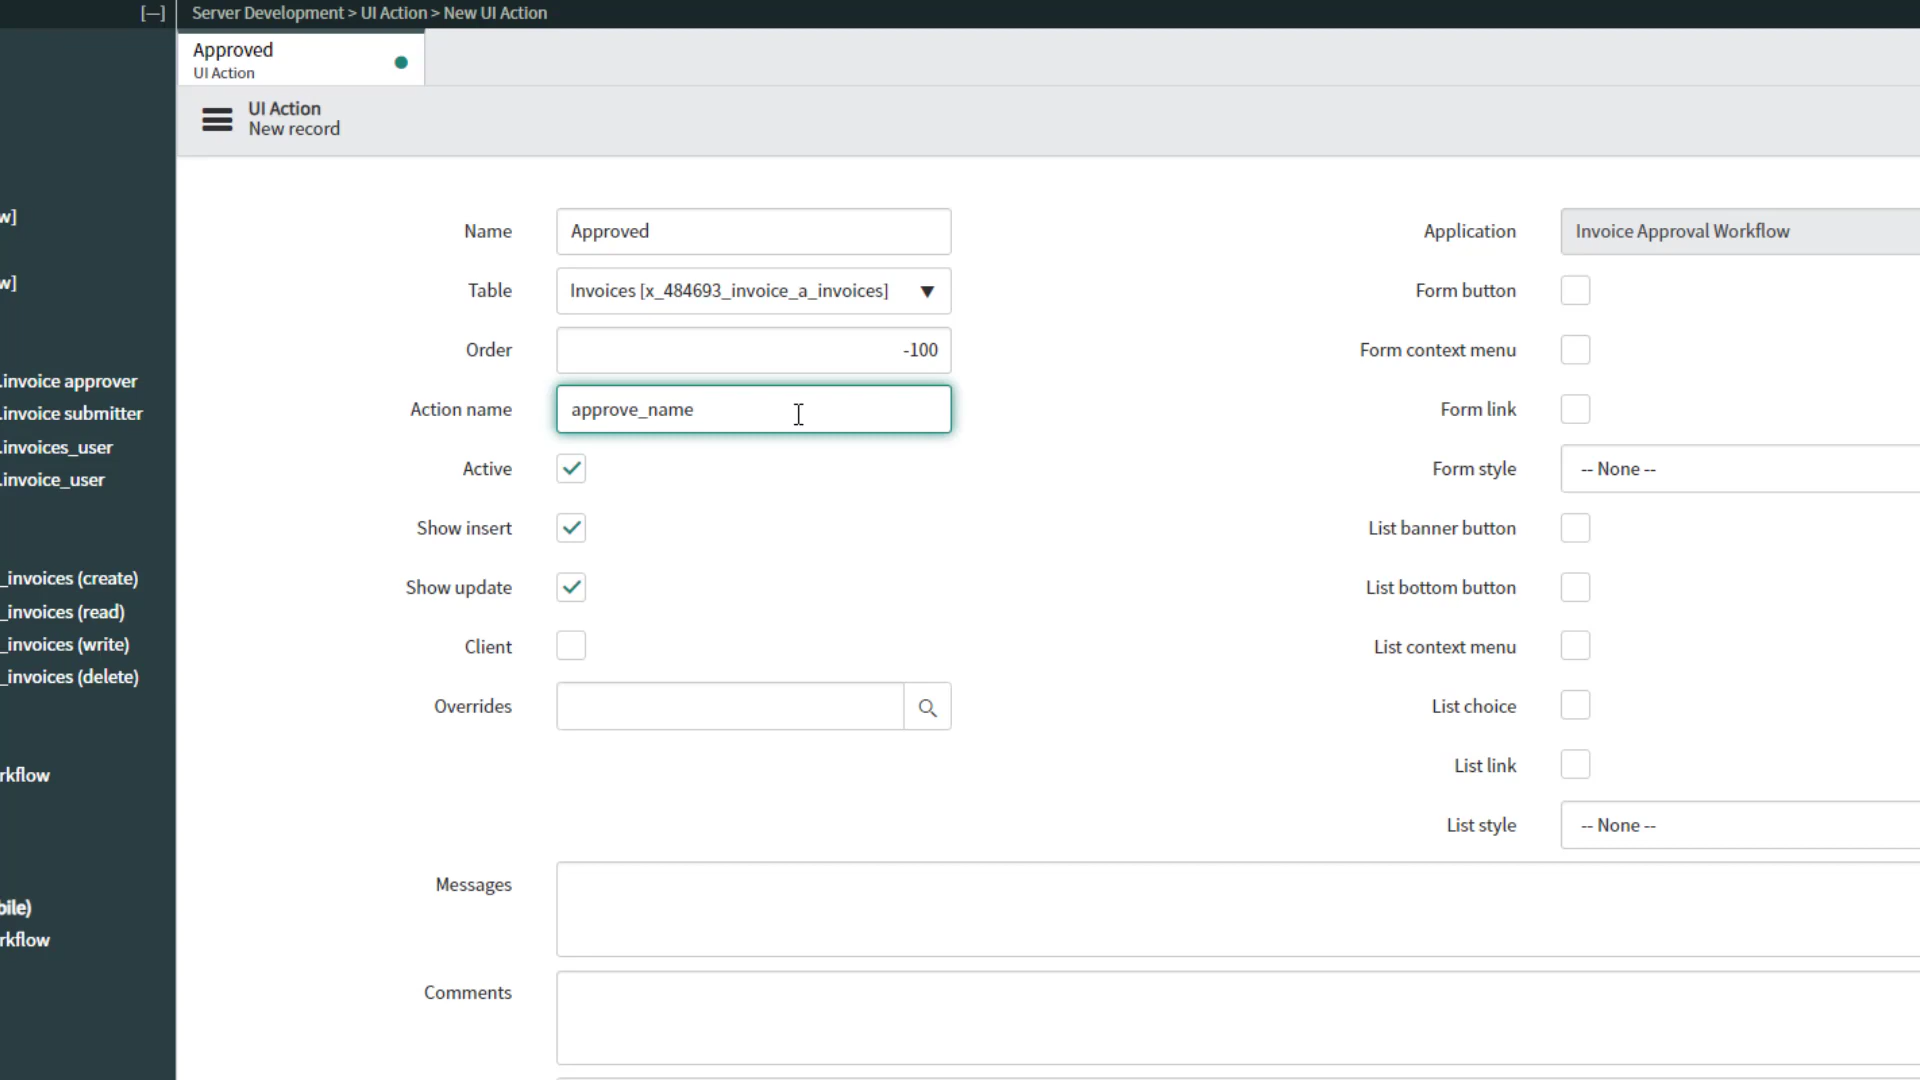 [—]
Server Development > UI Action > New UI Action
Approved
UI Action
UI Action
New record
w]
w]
.invoice approver
.invoice submitter
.invoices_user
.invoice_user
_invoices (create)
_invoices (read)
_invoices (write)
_invoices (delete)
rkflow
bile)
rkflow
Name
Approved
Table
Invoices [x_484693_invoice_a_invoices]
Order
-100
Action name
approve_name
Active
Show insert
Show update
Client
Overrides
Application
Invoice Approval Workflow
Form button
Form context menu
Form link
Form style
-- None --
List banner button
List bottom button
List context menu
List choice
List link
List style
-- None --
Messages
Comments